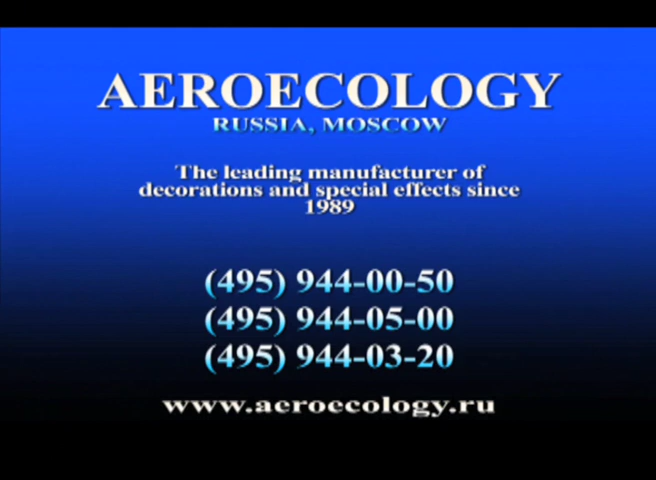 AEROECOLOGY
RUSSIA, MOSCOW
The leading manufacturer of
decorations and special effects since
1989
(495) 944-00-50
(495) 944-05-00
(495) 944-03-20
www.aeroecology.ru